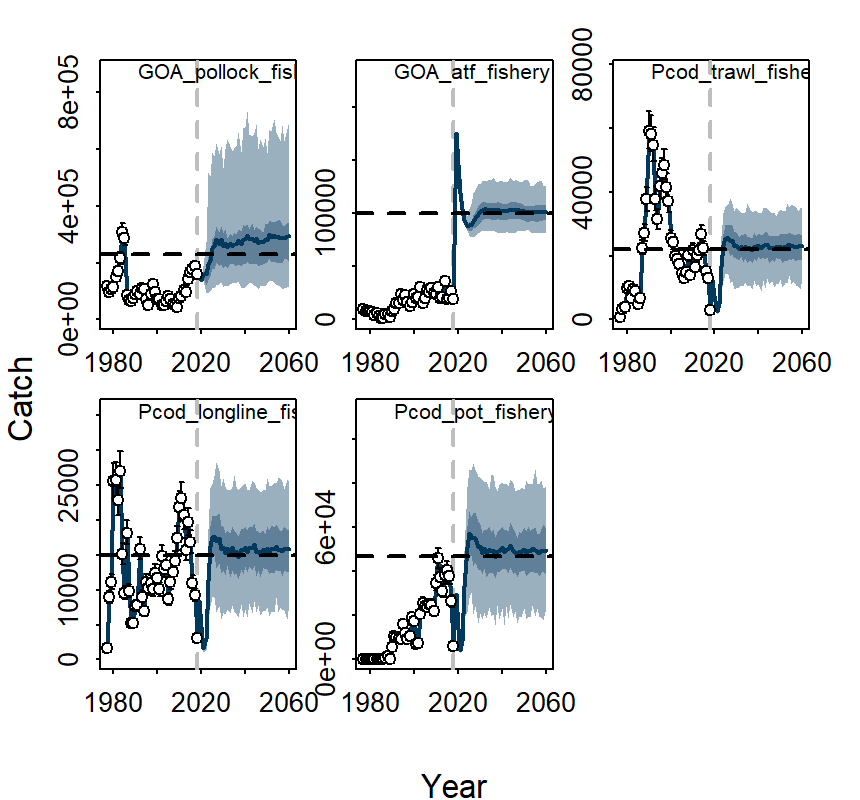 GOA_pollock_fisl
GOA_atf_fishery
Pcod_trawl_fishe
0e+00 4e+05 8e+05
0 100000
0 40000 80000
1980 2020 2060
1980 2020 2060
1980 2020 2060
Catch
Pcod_longline_fis
Pcod_pot_fishery
0 10000 25000
0e+00 6e+04
1980 2020 2060
1980 2020 2060
Year